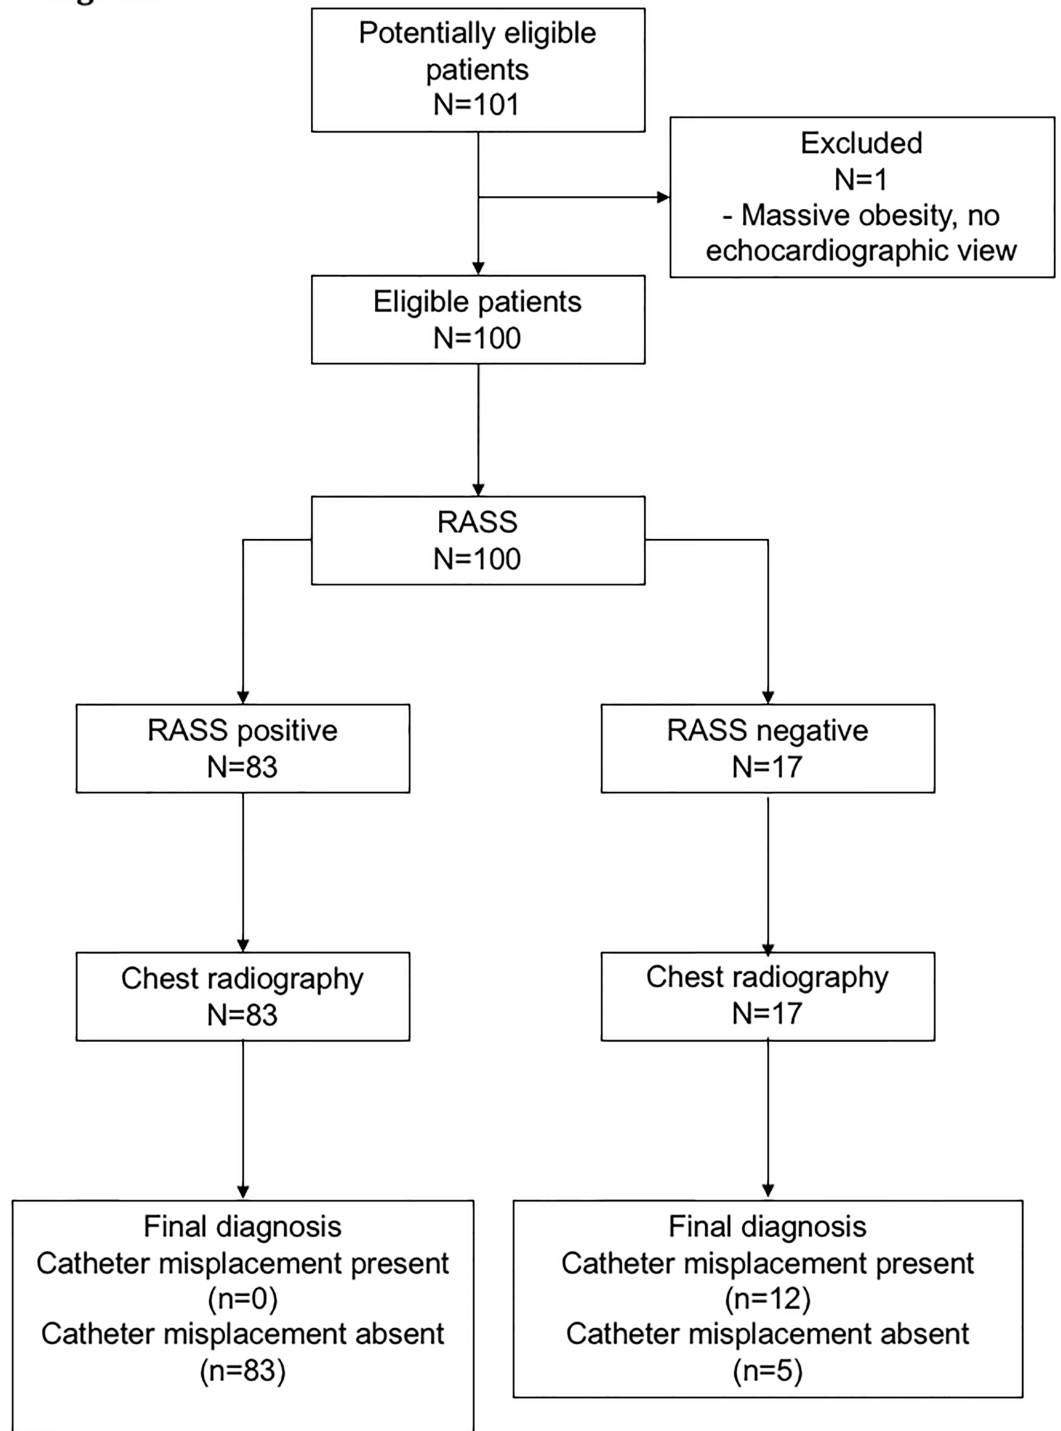 Potentially eligible
patients
N=101
Excluded
N=1
- Massive obesity, no
echocardiographic view
Eligible patients
N=100
RASS
N=100
RASS positive
N=83
RASS negative
N=17
Chest radiography
N=83
Chest radiography
N=17
Final diagnosis
Catheter misplacement present
(n=0)
Catheter misplacement absent
(n=83)
Final diagnosis
Catheter misplacement present
(n=12)
Catheter misplacement absent
(n=5)